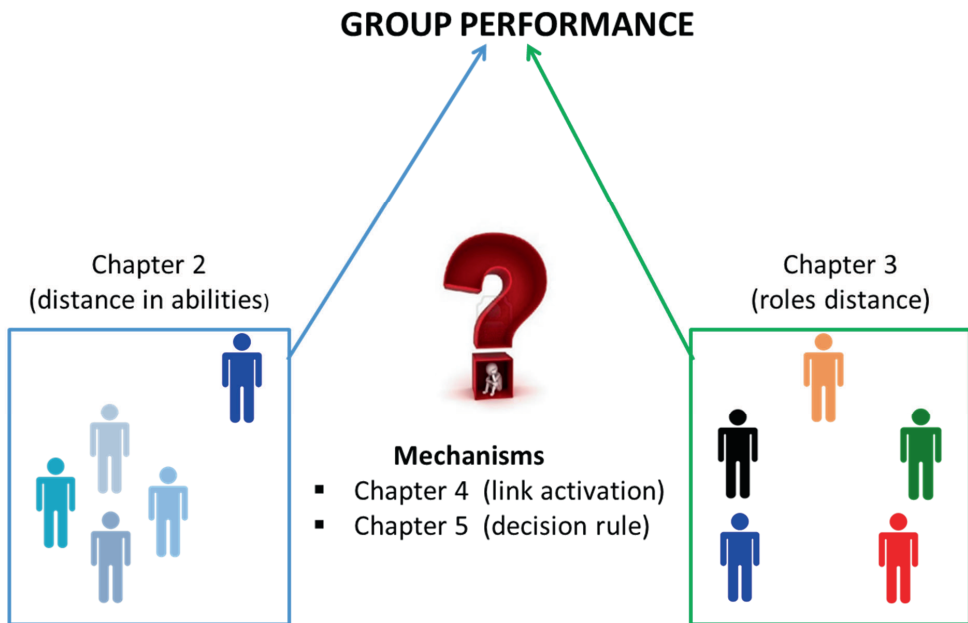 GROUP PERFORMANCE
Chapter 2
(distance in abilities)
Chapter 3
(roles distance)
Mechanisms
▪ Chapter 4 (link activation)
▪ Chapter 5 (decision rule)